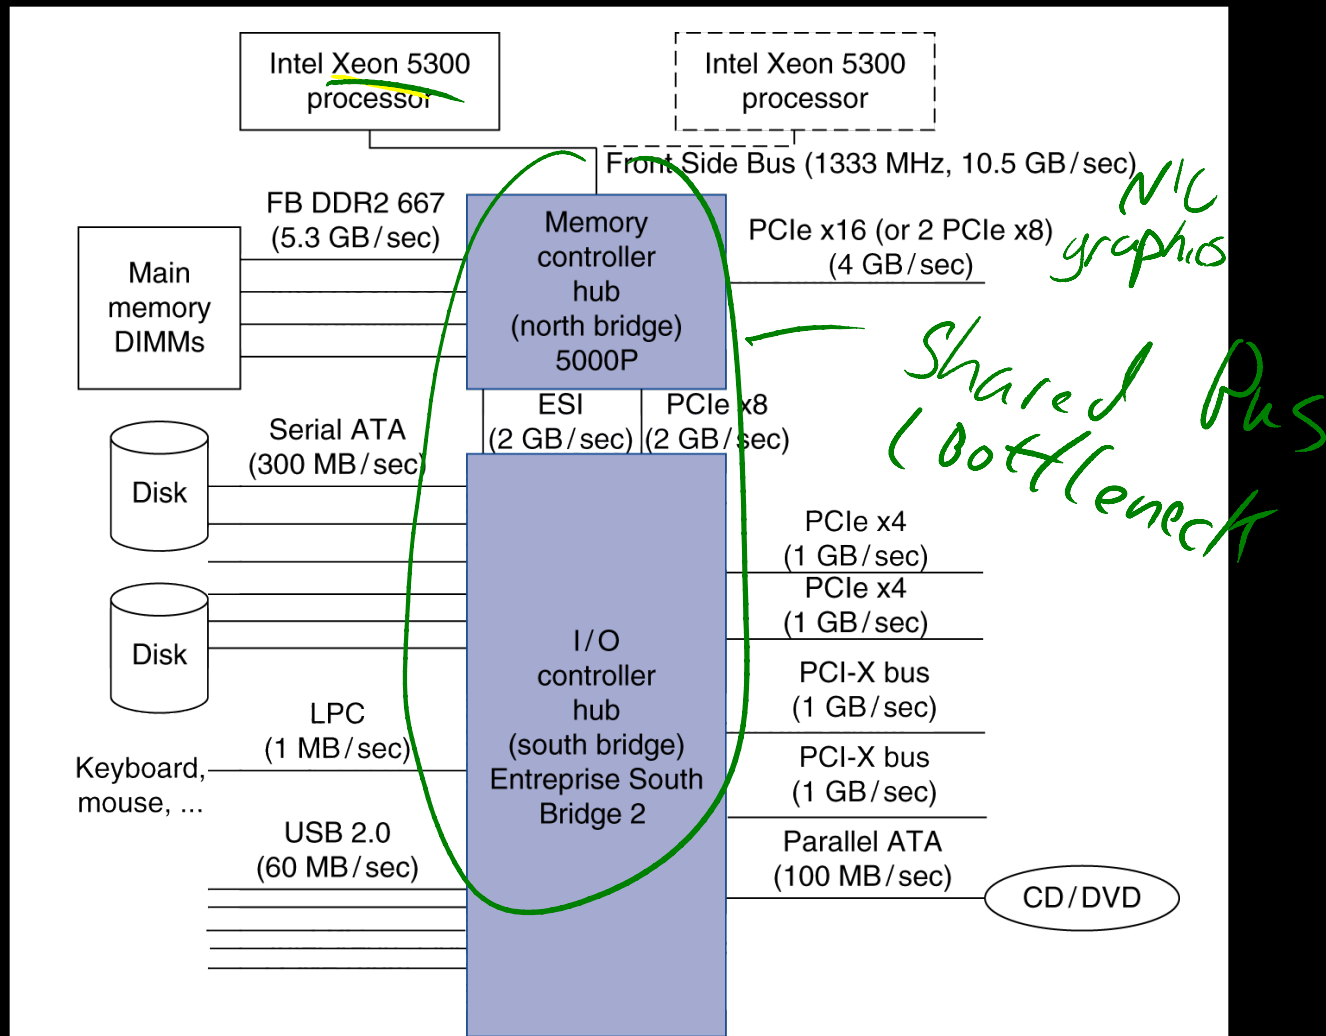 Intel Xeon 5300
processor
Intel Xeon 5300
processor
Front Side Bus (1333 MHz, 10.5 GB/sec)
NIC
graphics
FB DDR2 667
(5.3 GB/sec)
Main
memory
DIMMs
Memory
controller
hub
(north bridge)
5000P
PCIe x16 (or 2 PCIe x8)
(4 GB/sec)
Shared Bus
(Bottleneck
ESI
(2 GB/sec)
PCIe x8
(2 GB/sec)
Serial ATA
(300 MB/sec)
Disk
Disk
PCIe x4
(1 GB/sec)
PCIe x4
(1 GB/sec)
I/O
controller
hub
(south bridge)
Entreprise South
Bridge 2
PCI-X bus
(1 GB/sec)
PCI-X bus
(1 GB/sec)
LPC
(1 MB/sec)
Keyboard,
mouse, ...
USB 2.0
(60 MB/sec)
Parallel ATA
(100 MB/sec)
CD/DVD